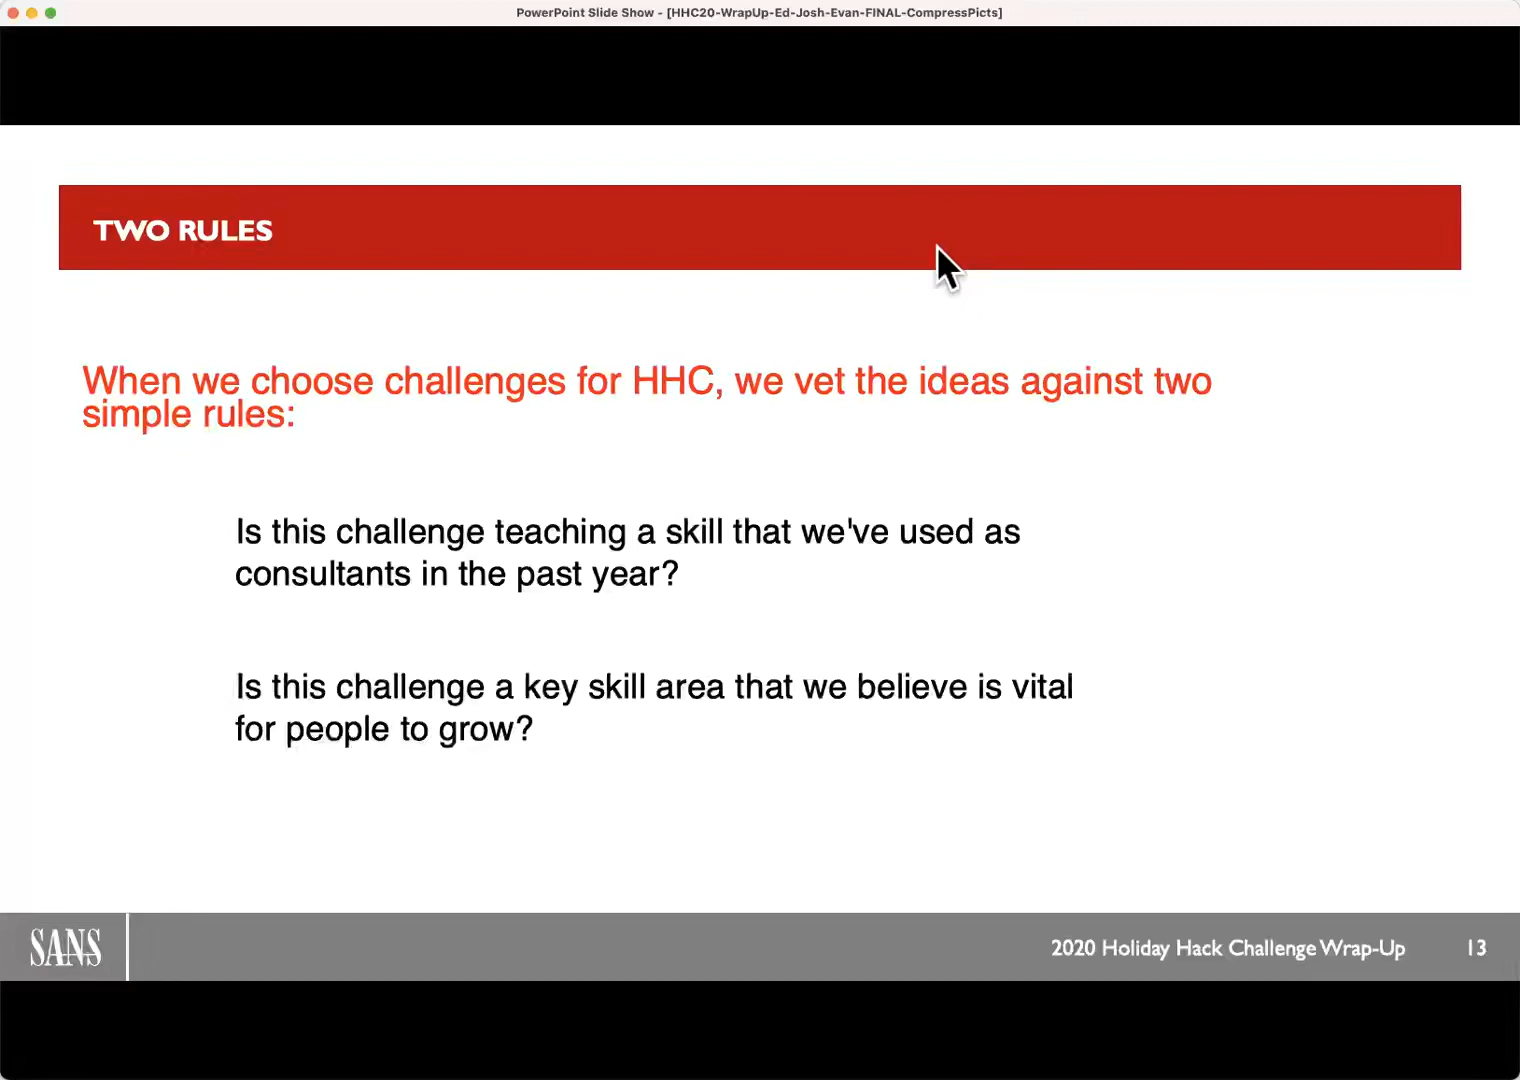 PowerPoint Slide Show - [HHC20-WrapUp-Ed-Josh-Evan-FINAL-CompressPicts]
TWO RULES
When we choose challenges for HHC, we vet the ideas against two
simple rules:
Is this challenge teaching a skill that we've used as
consultants in the past year?
Is this challenge a key skill area that we believe is vital
for people to grow?
SANS
2020 Holiday Hack Challenge Wrap-Up
13